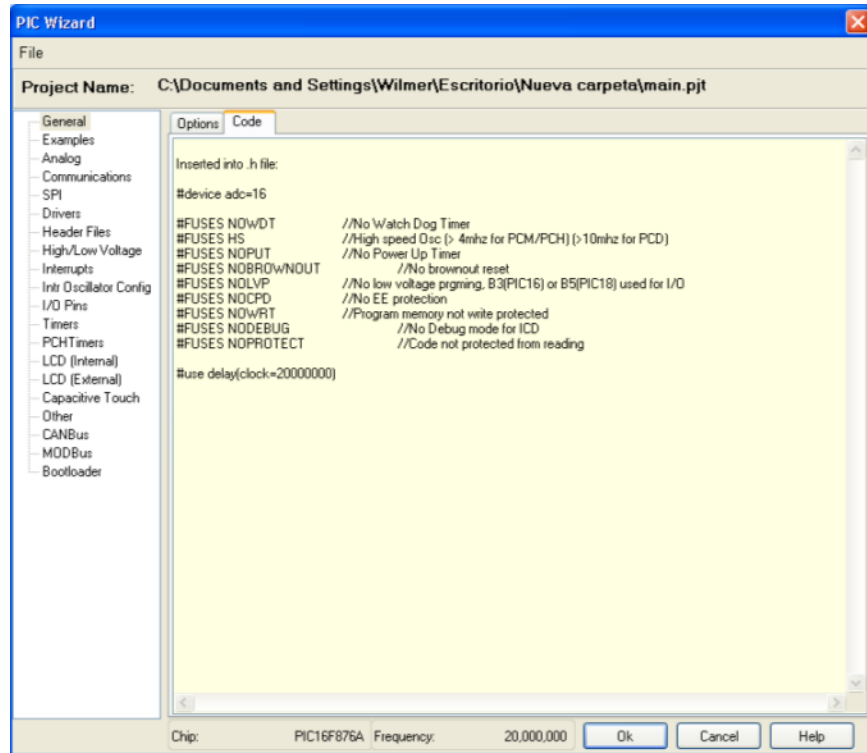 PIC Wizard
File
Project Name: C:\Documents and Settings\Wilmer\Escritorio\Nueva carpeta\main.pjt
General
Examples
Analog
Communications
SPI
Drivers
Header Files
High/Low Voltage
Interrupts
Intr Oscillator Config
I/O Pins
Timers
PCHTimers
LCD (Internal)
LCD (External)
Capacitive Touch
Other
CANBus
MODBus
Bootloader
Options Code
Inserted into .h file:
#device adc=16
#FUSES NOWDT //No Watch Dog Timer
#FUSES HS //High speed Osc (> 4mhz for PCM/PCH) (>10mhz for PCD)
#FUSES NOPUT //No Power Up Timer
#FUSES NOBROWNOUT //No brownout reset
#FUSES NOLVP //No low voltage prgming, B3(PIC16) or B5(PIC18) used for I/O
#FUSES NOCPD //No EE protection
#FUSES NOWRT //Program memory not write protected
#FUSES NODEBUG //No Debug mode for ICD
#FUSES NOPROTECT //Code not protected from reading
#use delay(clock=20000000)
Chip: PIC16F876A Frequency: 20,000,000 Ok Cancel Help